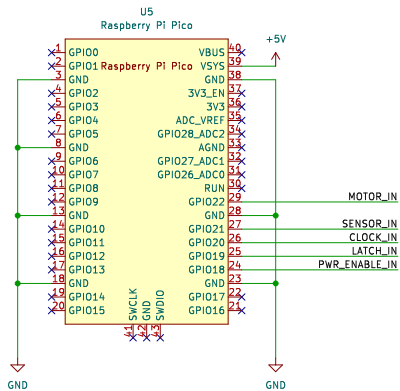 U5
Raspberry Pi Pico
+5V
1 GPIO0 VBUS 40
2 GPIO1 Raspberry Pi Pico VSYS 39
3 GND GND 38
4 GPIO2 3V3_EN 37
5 GPIO3 3V3 36
6 GPIO4 ADC_VREF 35
7 GPIO5 GPIO28_ADC2 34
8 GND AGND 33
9 GPIO6 GPIO27_ADC1 32
10 GPIO7 GPIO26_ADC0 31
11 GPIO8 RUN 30
12 GPIO9 GPIO22 29 MOTOR_IN
13 GND GND 28
14 GPIO10 GPIO21 27 SENSOR_IN
15 GPIO11 GPIO20 26 CLOCK_IN
16 GPIO12 GPIO19 25 LATCH_IN
17 GPIO13 GPIO18 24 PWR_ENABLE_IN
18 GND GND 23
19 GPIO14 GPIO17 22
20 GPIO15 GPIO16 21
SWCLK GND SWDIO
41 42 43
GND GND